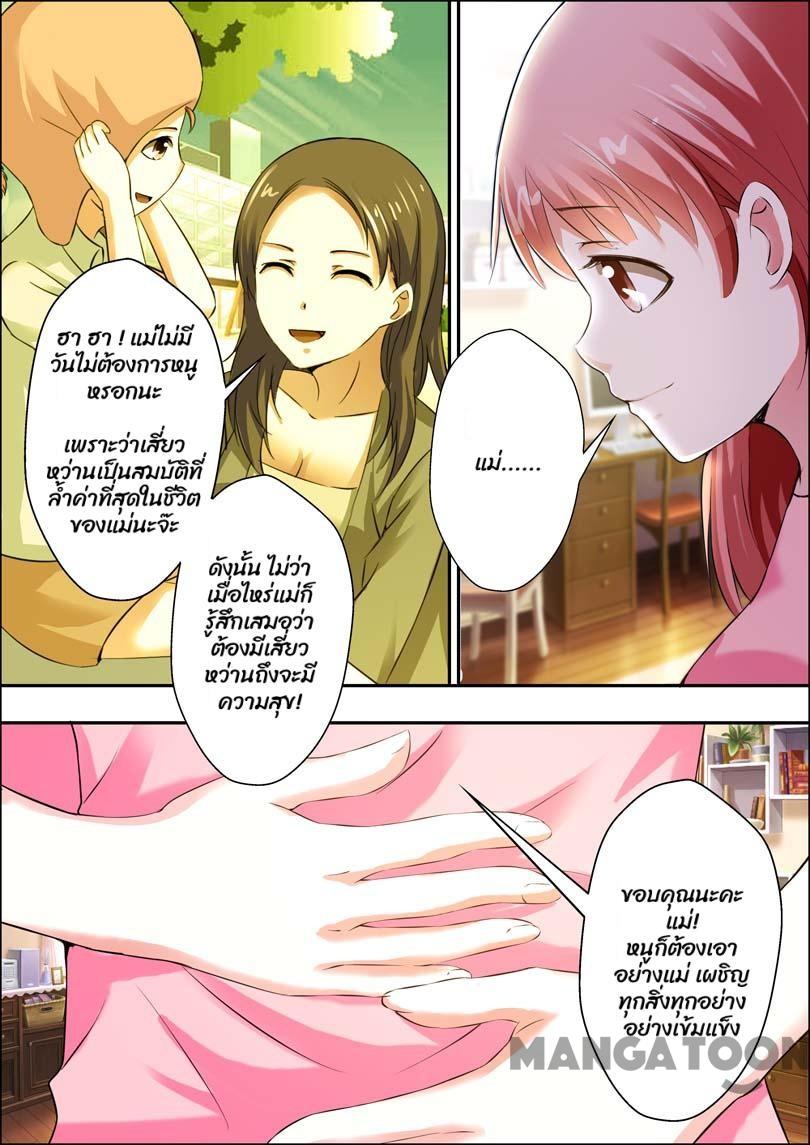 ฮา ฮา ! แม่ไม่มี
วันไม่ต้องการหนู
หรอกนะ
เพราะว่าเสี่ยว
หว่านเป็นสมบัติที่
ล้ำค่าที่สุดในชีวิต
ของแม่นะจ๊ะ
ดังนั้น ไม่ว่า
เมื่อไหร่แม่ก็
รู้สึกเสมอว่า
ต้องมีเสี่ยว
หว่านถึงจะมี
ความสุข!
แม่......
ขอบคุณนะคะ
แม่!
หนูก็ต้องเอา
อย่างแม่ เผชิญ
ทุกสิ่งทุกอย่าง
อย่างเข้มแข็ง
MANGATOON